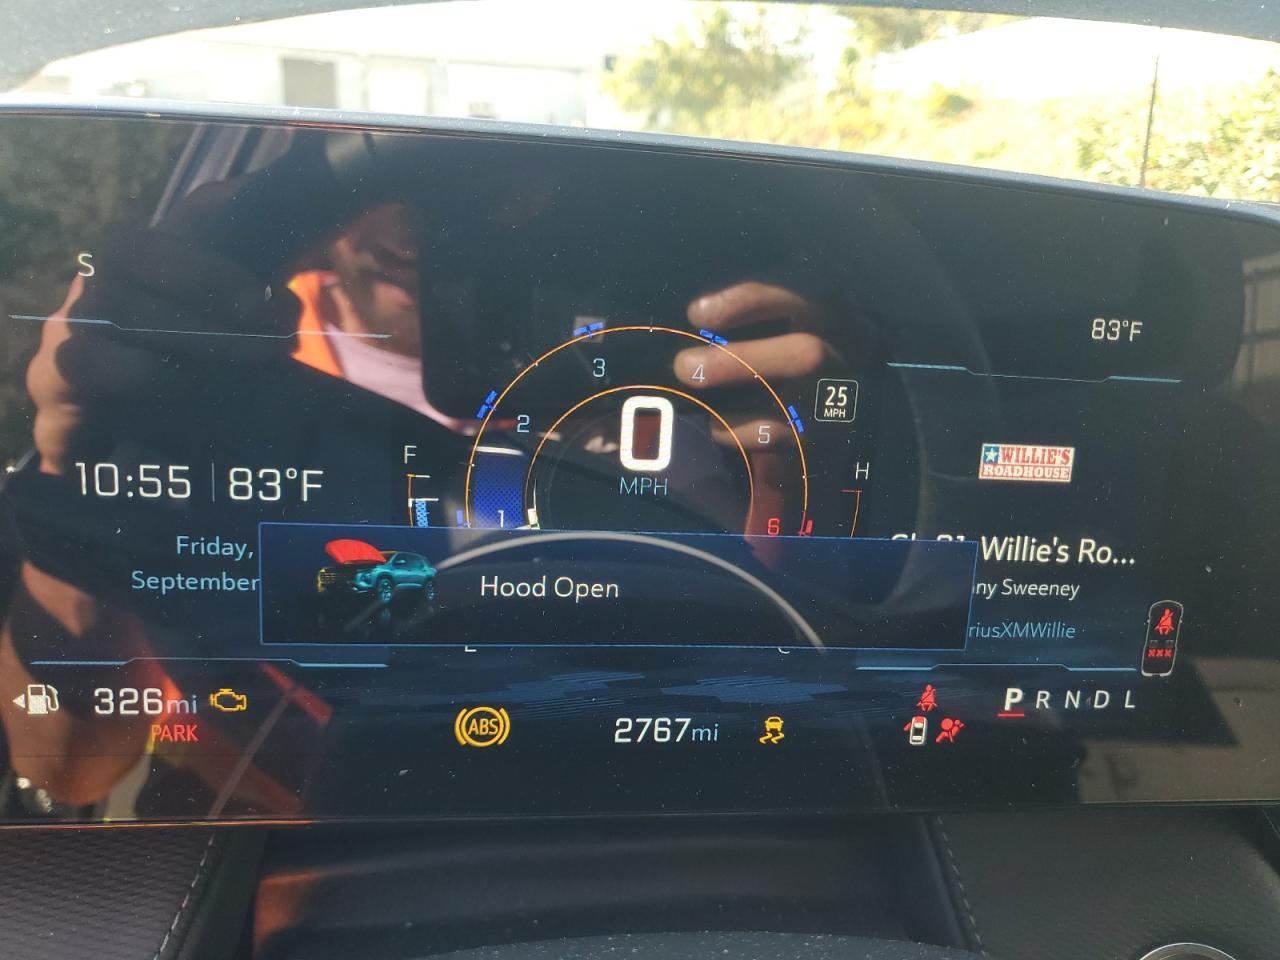 S
83°F
3
4
2
5
0
MPH
25
MPH
F
H
10:55
83°F
WILLIE'S
ROADHOUSE
1
6
Friday,
September
Hood Open
Willie's Ro...
ny Sweeney
riusXMWillie
326mi
PARK
ABS
2767mi
P R N D L